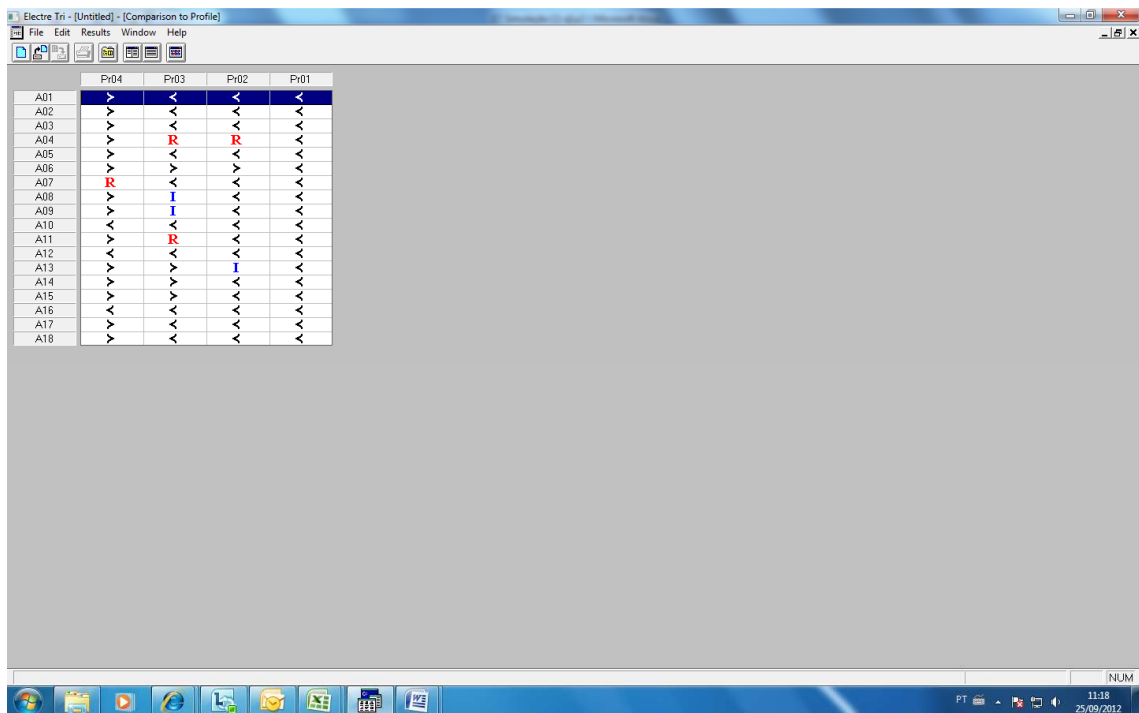 Electre Tri - [Untitled] - [Comparison to Profile]
File Edit Results Window Help
Pr04 Pr03 Pr02 Pr01
A01 > < < <
A02 > < < <
A03 > < < <
A04 > R R <
A05 > < < <
A06 > > > <
A07 R < < <
A08 > I < <
A09 > I < <
A10 < < < <
A11 > R < <
A12 < < < <
A13 > > I <
A14 > > < <
A15 > > < <
A16 < < < <
A17 > < < <
A18 > < < <
NUM
PT 11:18
25/09/2012